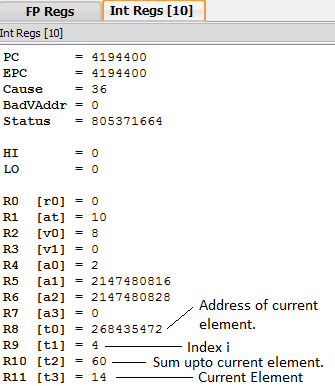 FP Regs
Int Regs [10]
Int Regs [10]
PC = 4194400
EPC = 4194400
Cause = 36
BadVAddr = 0
Status = 805371664
HI = 0
LO = 0
R0 [r0] = 0
R1 [at] = 10
R2 [v0] = 8
R3 [v1] = 0
R4 [a0] = 2
R5 [a1] = 2147480816
R6 [a2] = 2147480828
R7 [a3] = 0
R8 [t0] = 268435472
Address of current
element.
R9 [t1] = 4
Index i
R10 [t2] = 60
Sum upto current element.
R11 [t3] = 14
Current Element